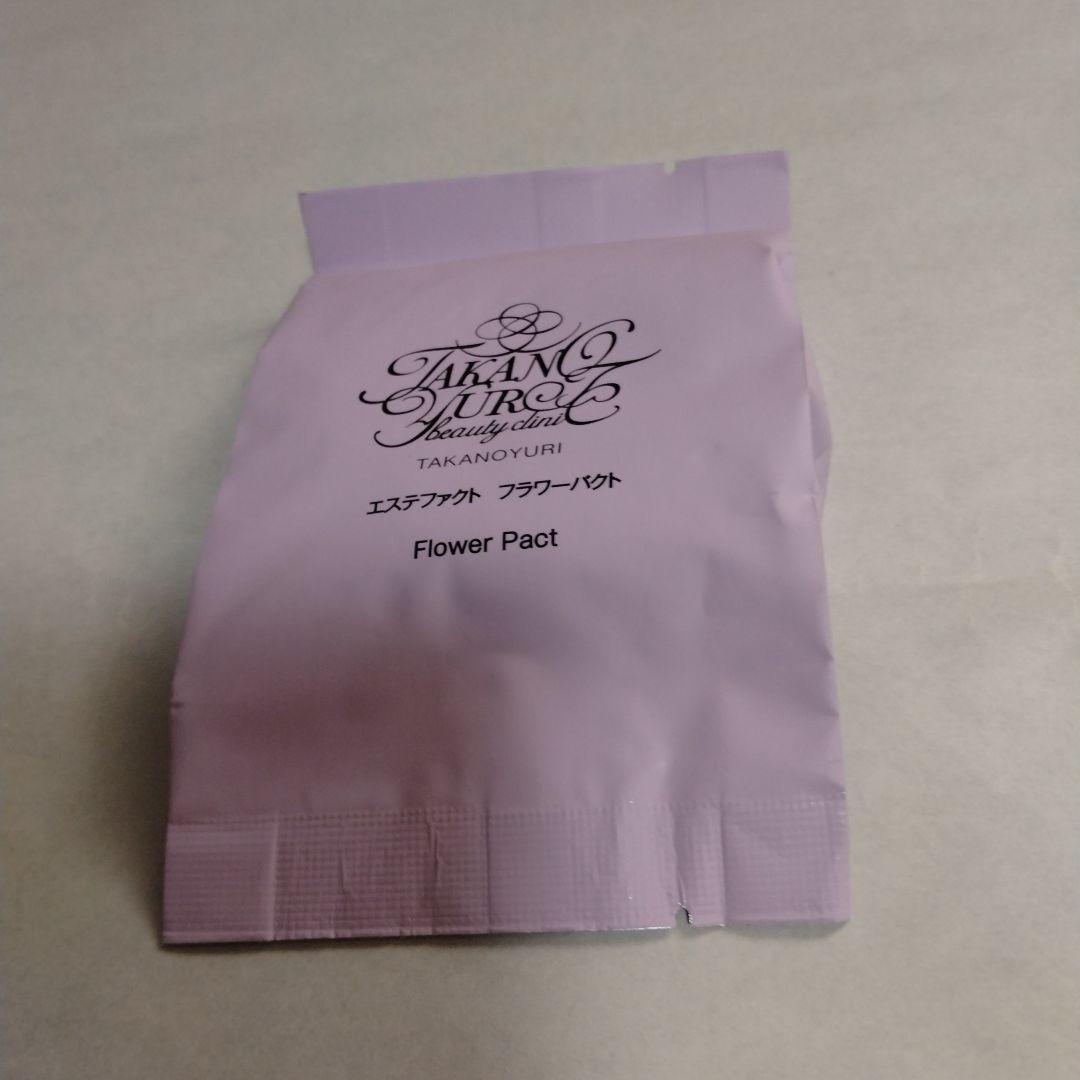 TAKANO
YURI
beauty clinic
TAKANOYURI
エステファクト フラワーパクト
Flower Pact